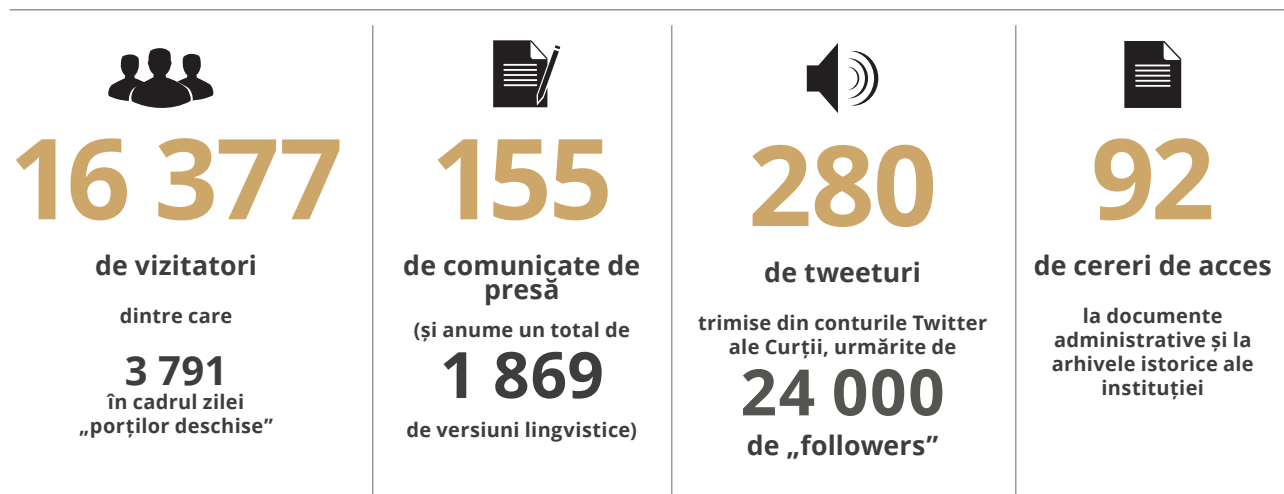 16 377
de vizitatori
dintre care
3 791
în cadrul zilei
„porților deschise”
155
de comunicate de
presă
(și anume un total de
1 869
de versiuni lingvistice)
280
de tweeturi
trimise din conturile Twitter
ale Curții, urmărite de
24 000
de „followers”
92
de cereri de acces
la documente
administrative și la
arhivele istorice ale
instituției